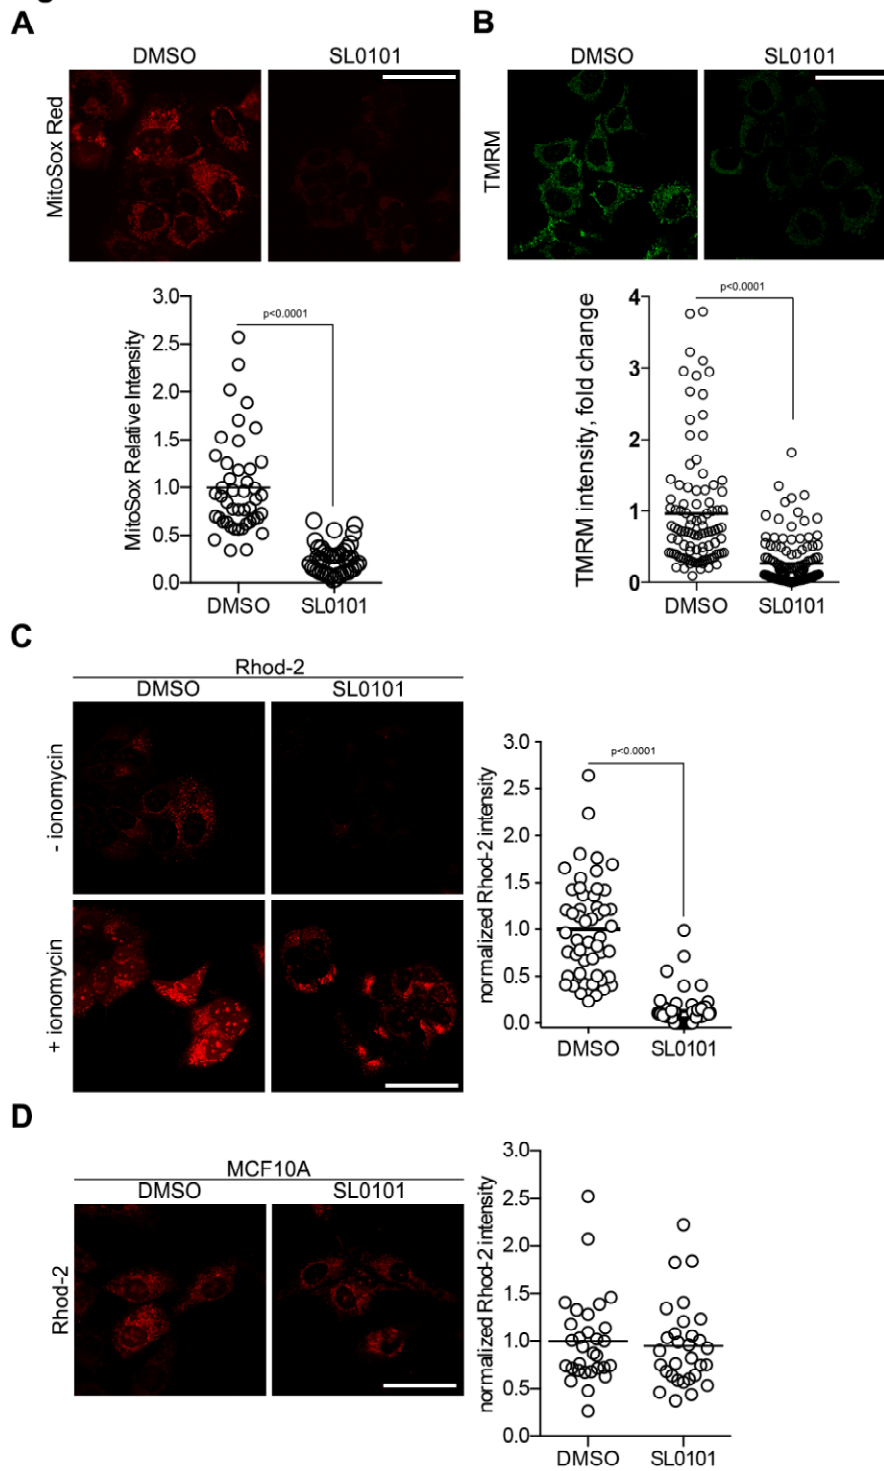 A
DMSO SL0101
MitoSox Red
3.0
2.5
2.0
1.5
1.0
0.5
0.0
MitoSox Relative Intensity
p<0.0001
DMSO SL0101
B
DMSO SL0101
TMRM
4
3
2
1
0
TMRM intensity, fold change
p<0.0001
DMSO SL0101
C
Rhod-2
DMSO SL0101
- ionomycin
+ ionomycin
3.0
2.5
2.0
1.5
1.0
0.5
0.0
normalized Rhod-2 intensity
p<0.0001
DMSO SL0101
D
MCF10A
DMSO SL0101
Rhod-2
3.0
2.5
2.0
1.5
1.0
0.5
0.0
normalized Rhod-2 intensity
DMSO SL0101